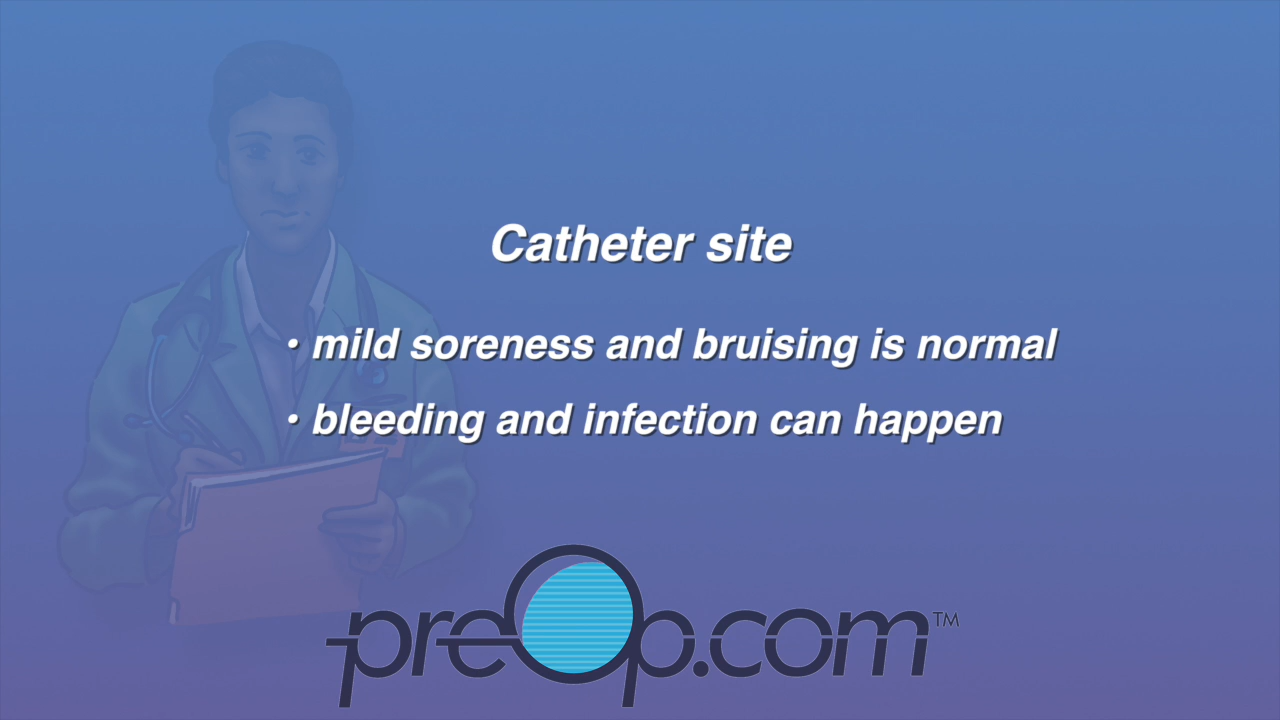 Catheter site
• mild soreness and bruising is normal
• bleeding and infection can happen
preOp.com™